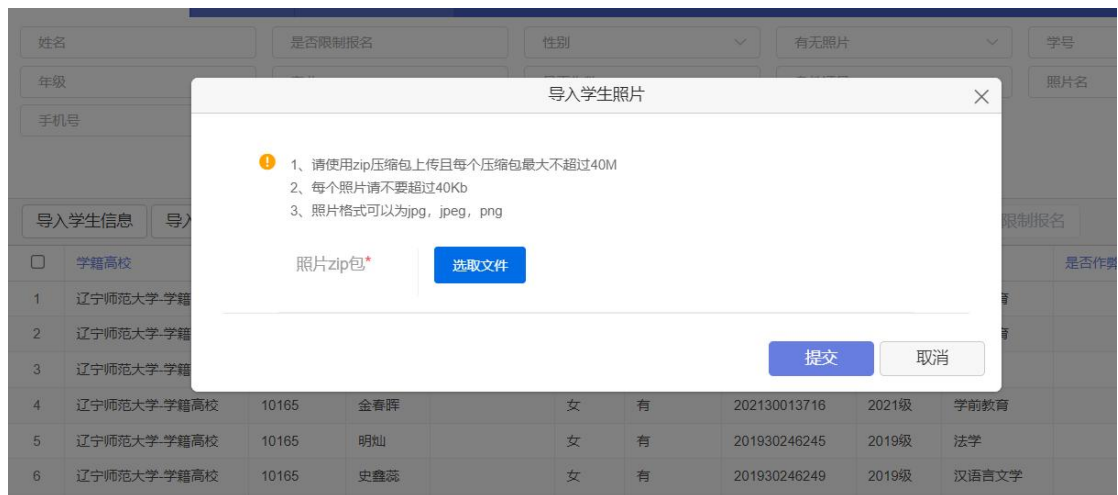 姓名 是否限制报名 性别 有无照片 学号
年级 照片名
导入学生照片
手机号
1、请使用zip压缩包上传且每个压缩包最大不超过40M
2、每个照片请不要超过40Kb
3、照片格式可以为jpg，jpeg，png
导入学生信息 导入 限制报名
照片zip包* 选取文件
学籍高校 是否作弊
1 辽宁师范大学-学籍 育
2 辽宁师范大学-学籍 育
3 辽宁师范大学-学籍
提交 取消
4 辽宁师范大学-学籍高校 10165 金春晖 女 有 202130013716 2021级 学前教育
5 辽宁师范大学-学籍高校 10165 明灿 女 有 201930246245 2019级 法学
6 辽宁师范大学-学籍高校 10165 史鑫蕊 女 有 201930246249 2019级 汉语言文学